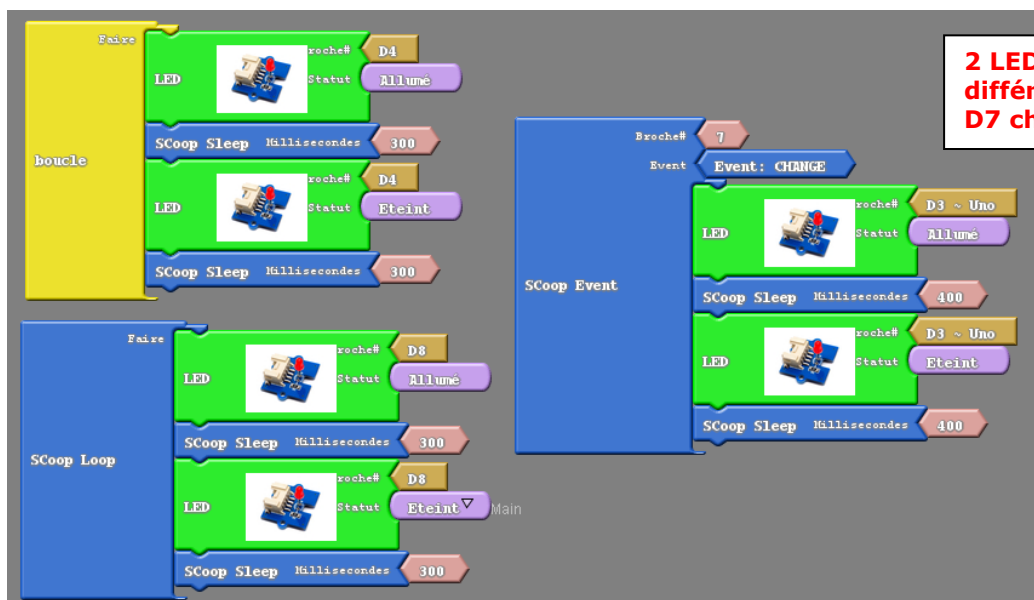 Faire
roche# D4
LED Statut Allumé
SCoop Sleep Millisecondes 300
boucle
roche# D4
LED Statut Eteint
SCoop Sleep Millisecondes 300
Faire
roche# D8
LED Statut Allumé
SCoop Sleep Millisecondes 300
SCoop Loop
roche# D8
LED Statut Eteint
Main
SCoop Sleep Millisecondes 300
2 LED
différ
D7 ch
Broche# 7
Event Event: CHANGE
roche# D3 ~ Uno
LED Statut Allumé
SCoop Event
SCoop Sleep Millisecondes 400
roche# D3 ~ Uno
LED Statut Eteint
SCoop Sleep Millisecondes 400